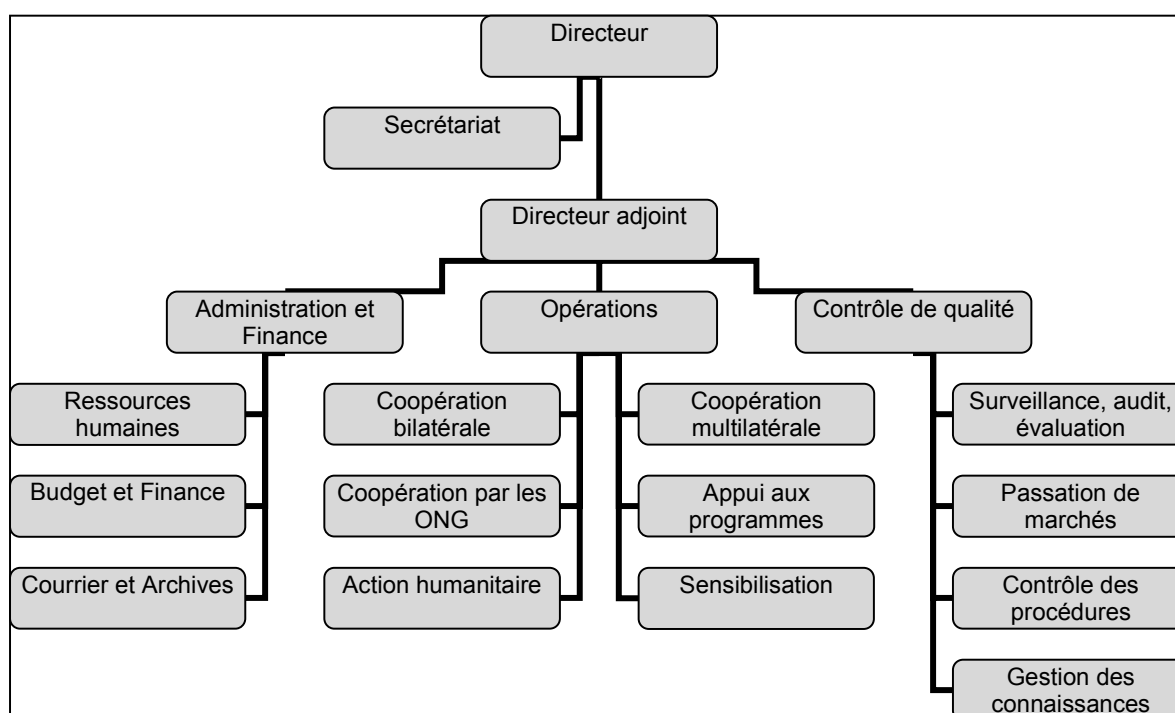 Directeur
Secrétariat
Directeur adjoint
Administration et
Finance
Opérations
Contrôle de qualité
Ressources
humaines
Coopération
bilatérale
Coopération
multilatérale
Surveillance, audit,
évaluation
Budget et Finance
Coopération par les
ONG
Appui aux
programmes
Passation de
marchés
Courrier et Archives
Action humanitaire
Sensibilisation
Contrôle des
procédures
Gestion des
connaissances